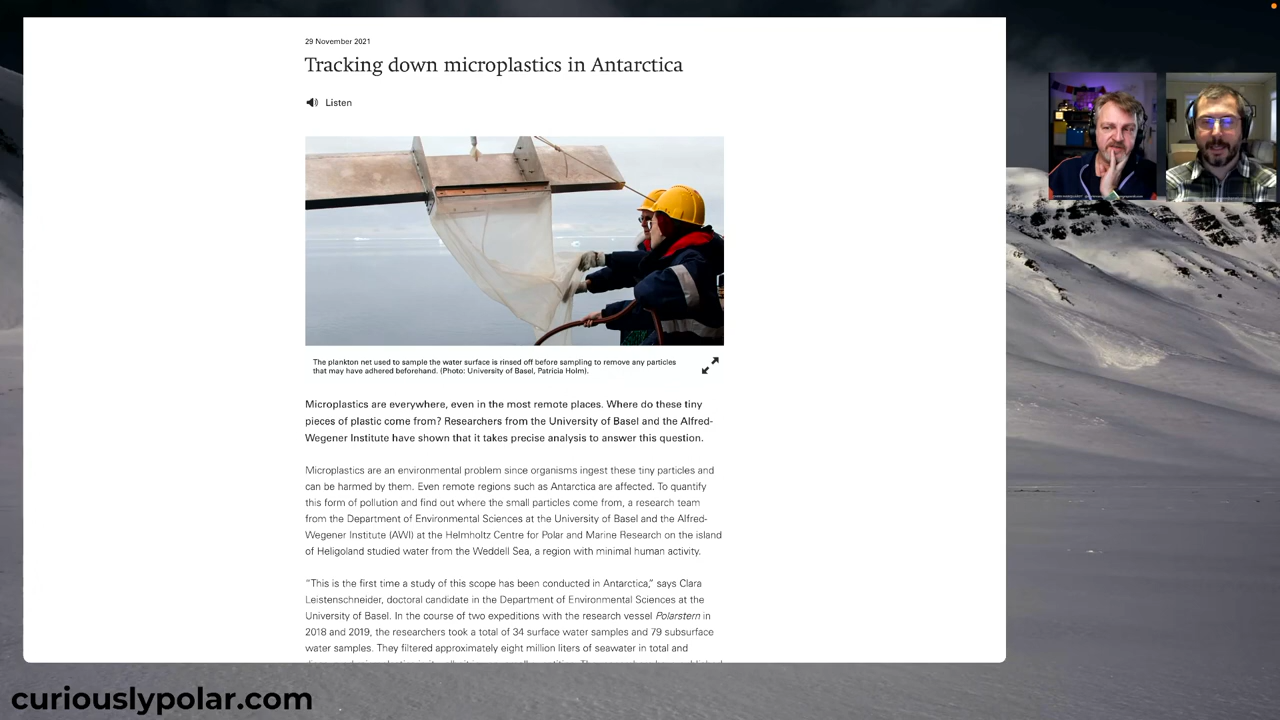 29 November 2021
Tracking down microplastics in Antarctica
Listen
The plankton net used to sample the water surface is rinsed off before sampling to remove any particles
that may have adhered beforehand. (Photo: University of Basel, Patricia Holm).
Microplastics are everywhere, even in the most remote places. Where do these tiny
pieces of plastic come from? Researchers from the University of Basel and the Alfred-
Wegener Institute have shown that it takes precise analysis to answer this question.
Microplastics are an environmental problem since organisms ingest these tiny particles and
can be harmed by them. Even remote regions such as Antarctica are affected. To quantify
this form of pollution and find out where the small particles come from, a research team
from the Department of Environmental Sciences at the University of Basel and the Alfred-
Wegener Institute (AWI) at the Helmholtz Centre for Polar and Marine Research on the island
of Heligoland studied water from the Weddell Sea, a region with minimal human activity.
“This is the first time a study of this scope has been conducted in Antarctica,” says Clara
Leistenschneider, doctoral candidate in the Department of Environmental Sciences at the
University of Basel. In the course of two expeditions with the research vessel Polarstern in
2018 and 2019, the researchers took a total of 34 surface water samples and 79 subsurface
water samples. They filtered approximately eight million liters of seawater in total and
curiouslypolar.com